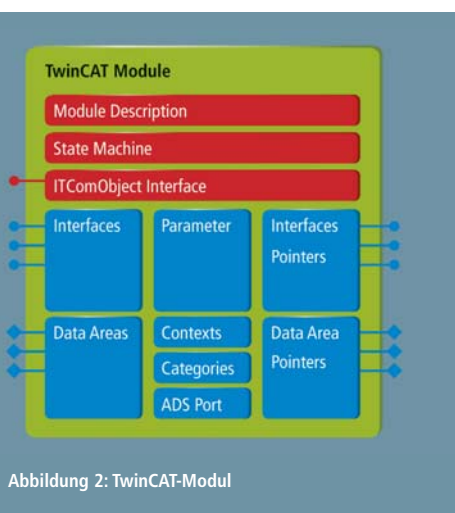 TwinCAT Module
Module Description
State Machine
ITComObject Interface
Interfaces
Parameter
Interfaces
Pointers
Data Areas
Contexts
Categories
ADS Port
Data Area
Pointers
Abbildung 2: TwinCAT-Modul